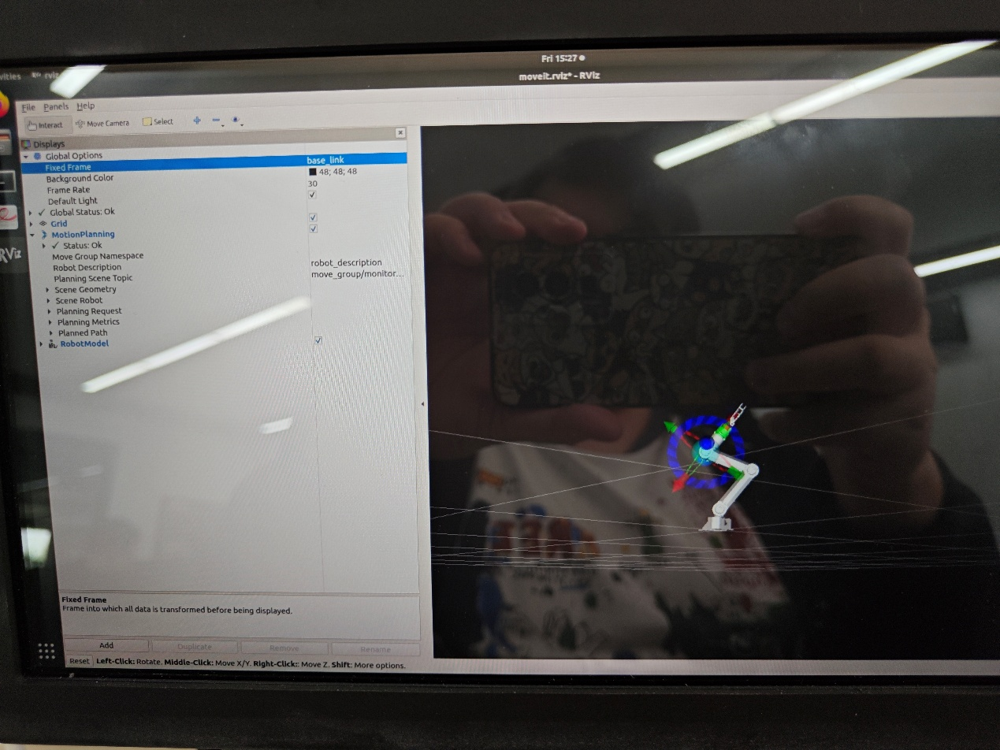 Fri 15:27
vities rviz
moveit.rviz* - RViz
File Panels Help
Interact Move Camera Select
Displays
Global Options
Fixed Frame base_link
Background Color 48; 48; 48
Frame Rate 30
Default Light
Global Status: Ok
Grid
MotionPlanning
Status: Ok
Move Group Namespace
Robot Description robot_description
Planning Scene Topic move_group/monitor...
Scene Geometry
Scene Robot
Planning Request
Planning Metrics
Planned Path
RobotModel
RViz
Fixed Frame
Frame into which all data is transformed before being displayed.
Add Duplicate Remove Rename
Reset Left-Click: Rotate. Middle-Click: Move X/Y. Right-Click:: Move Z. Shift: More options.